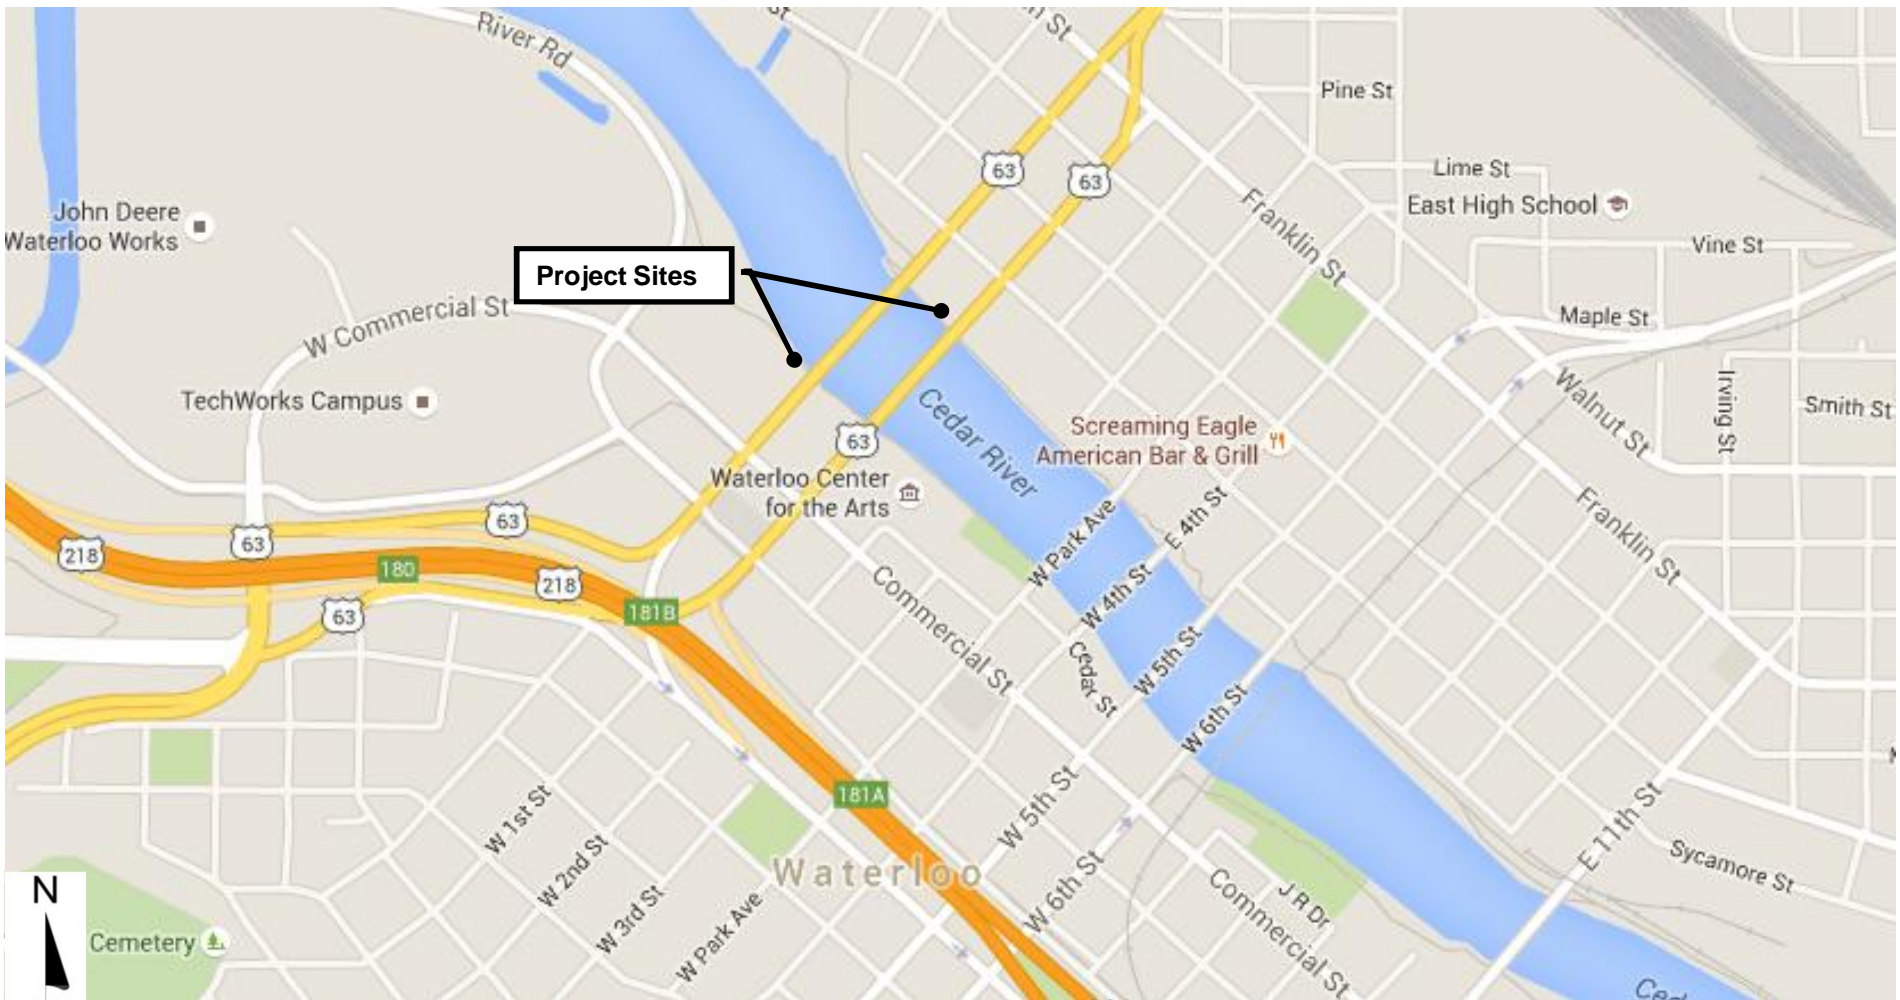 River Rd
St
n St
Pine St
63
63
Lime St
East High School
Franklin St
Vine St
John Deere
Waterloo Works
Project Sites
W Commercial St
Maple St
TechWorks Campus
Cedar River
Screaming Eagle
American Bar & Grill
Walnut St
Irving St
Smith St
63
Waterloo Center
for the Arts
W Park Ave
E 4th St
Franklin St
63
63
218
180
218
181B
63
W 4th St
Commercial St
Cedar St
W 5th St
W 6th St
181A
W 1st St
W 2nd St
W 3rd St
W Park Ave
Waterloo
W 5th St
W 6th St
E 11th St
Sycamore St
Commercial St
J R Dr
N
Cemetery